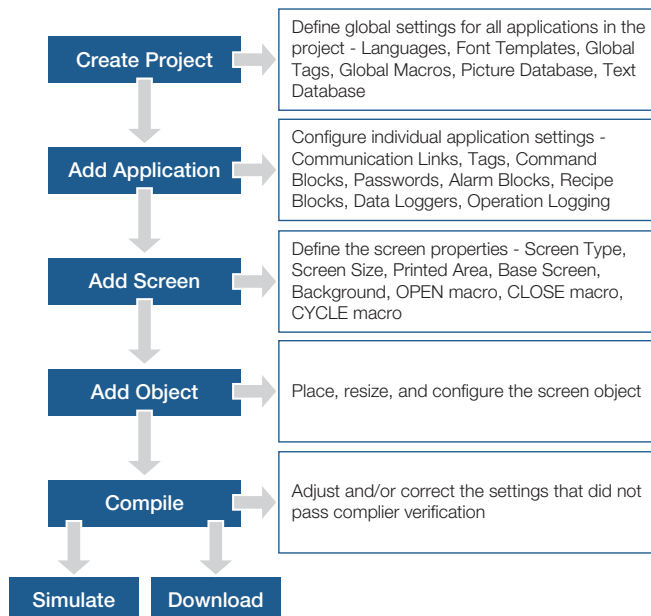 Create Project
Define global settings for all applications in the
project - Languages, Font Templates, Global
Tags, Global Macros, Picture Database, Text
Database
Add Application
Configure individual application settings -
Communication Links, Tags, Command
Blocks, Passwords, Alarm Blocks, Recipe
Blocks, Data Loggers, Operation Logging
Add Screen
Define the screen properties - Screen Type,
Screen Size, Printed Area, Base Screen,
Background, OPEN macro, CLOSE macro,
CYCLE macro
Add Object
Place, resize, and configure the screen object
Compile
Adjust and/or correct the settings that did not
pass complier verification
Simulate
Download